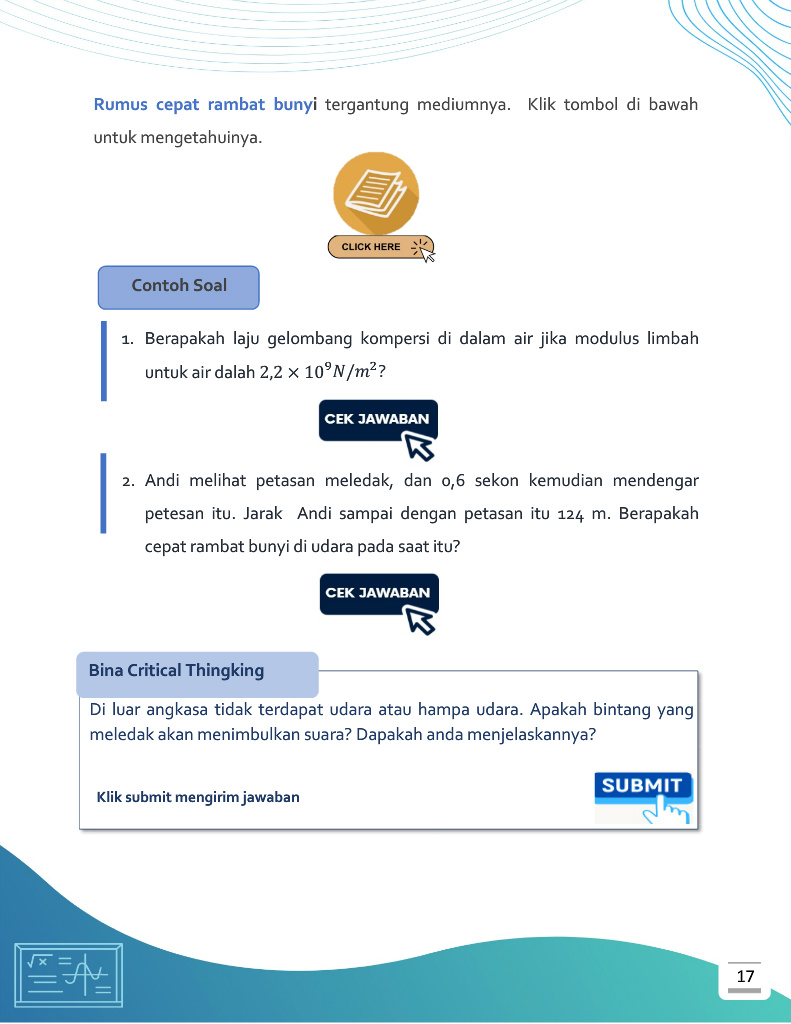 Rumus cepat rambat bunyi tergantung mediumnya. Klik tombol di bawah
untuk mengetahuinya.
CLICK HERE
Contoh Soal
1. Berapakah laju gelombang kompersi di dalam air jika modulus limbah
untuk air dalah 2,2 × 10⁹N/m²?
CEK JAWABAN
2. Andi melihat petasan meledak, dan 0,6 sekon kemudian mendengar
petesan itu. Jarak Andi sampai dengan petasan itu 124 m. Berapakah
cepat rambat bunyi di udara pada saat itu?
CEK JAWABAN
Bina Critical Thingking
Di luar angkasa tidak terdapat udara atau hampa udara. Apakah bintang yang
meledak akan menimbulkan suara? Dapakah anda menjelaskannya?
Klik submit mengirim jawaban
SUBMIT
√x
17